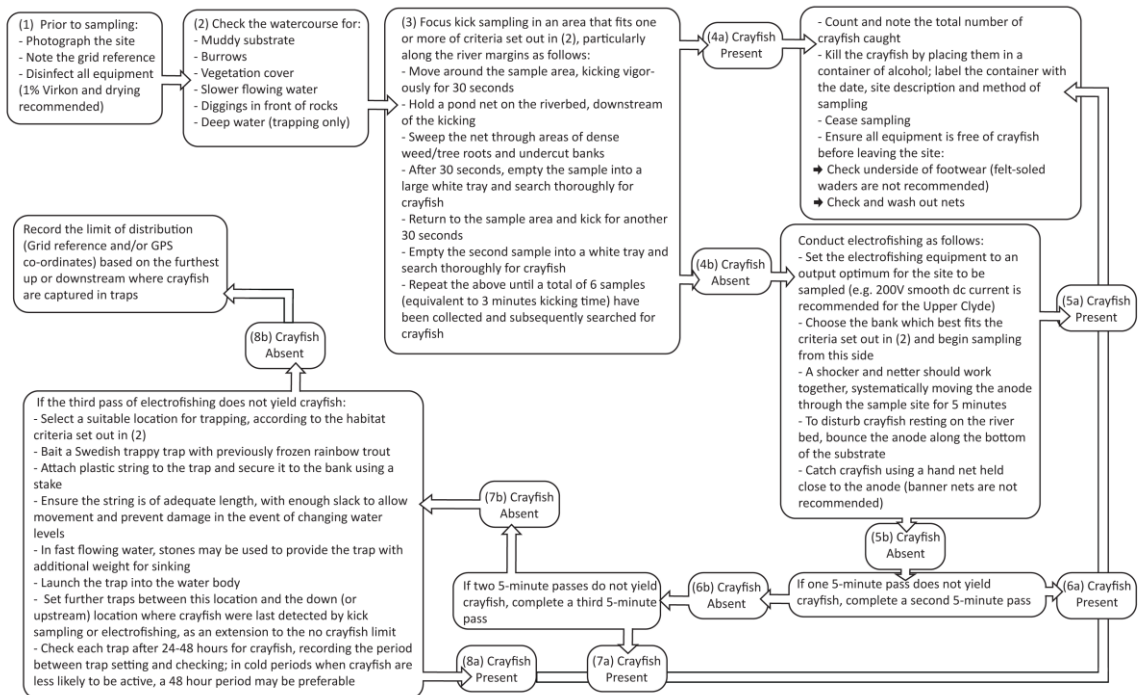 (1) Prior to sampling:
- Photograph the site
- Note the grid reference
- Disinfect all equipment
(1% Virkon and drying
recommended)
(2) Check the watercourse for:
- Muddy substrate
- Burrows
- Vegetation cover
- Slower flowing water
- Diggings in front of rocks
- Deep water (trapping only)
(3) Focus kick sampling in an area that fits one
or more of criteria set out in (2), particularly
along the river margins as follows:
- Move around the sample area, kicking vigor-
ously for 30 seconds
- Hold a pond net on the riverbed, downstream
of the kicking
- Sweep the net through areas of dense
weed/tree roots and undercut banks
- After 30 seconds, empty the sample into a
large white tray and search thoroughly for
crayfish
- Return to the sample area and kick for another
30 seconds
- Empty the second sample into a white tray and
search thoroughly for crayfish
- Repeat the above until a total of 6 samples
(equivalent to 3 minutes kicking time) have
been collected and subsequently searched for
crayfish
(4a) Crayfish
Present
- Count and note the total number of
crayfish caught
- Kill the crayfish by placing them in a
container of alcohol; label the container with
the date, site description and method of
sampling
- Cease sampling
- Ensure all equipment is free of crayfish
before leaving the site:
➔ Check underside of footwear (felt-soled
waders are not recommended)
➔ Check and wash out nets
(4b) Crayfish
Absent
Conduct electrofishing as follows:
- Set the electrofishing equipment to an
output optimum for the site to be
sampled (e.g. 200V smooth dc current is
recommended for the Upper Clyde)
- Choose the bank which best fits the
criteria set out in (2) and begin sampling
from this side
- A shocker and netter should work
together, systematically moving the anode
through the sample site for 5 minutes
- To disturb crayfish resting on the river
bed, bounce the anode along the bottom
of the substrate
- Catch crayfish using a hand net held
close to the anode (banner nets are not
recommended)
(5a) Crayfish
Present
(5b) Crayfish
Absent
If one 5-minute pass does not yield
crayfish, complete a second 5-minute pass
(6a) Crayfish
Present
(6b) Crayfish
Absent
If two 5-minute passes do not yield
crayfish, complete a third 5-minute
pass
(7a) Crayfish
Present
(7b) Crayfish
Absent
If the third pass of electrofishing does not yield crayfish:
- Select a suitable location for trapping, according to the habitat
criteria set out in (2)
- Bait a Swedish trappy trap with previously frozen rainbow trout
- Attach plastic string to the trap and secure it to the bank using a
stake
- Ensure the string is of adequate length, with enough slack to allow
movement and prevent damage in the event of changing water
levels
- In fast flowing water, stones may be used to provide the trap with
additional weight for sinking
- Launch the trap into the water body
- Set further traps between this location and the down (or
upstream) location where crayfish were last detected by kick
sampling or electrofishing, as an extension to the no crayfish limit
- Check each trap after 24-48 hours for crayfish, recording the period
between trap setting and checking; in cold periods when crayfish are
less likely to be active, a 48 hour period may be preferable
(8a) Crayfish
Present
(8b) Crayfish
Absent
Record the limit of distribution
(Grid reference and/or GPS
co-ordinates) based on the furthest
up or downstream where crayfish
are captured in traps